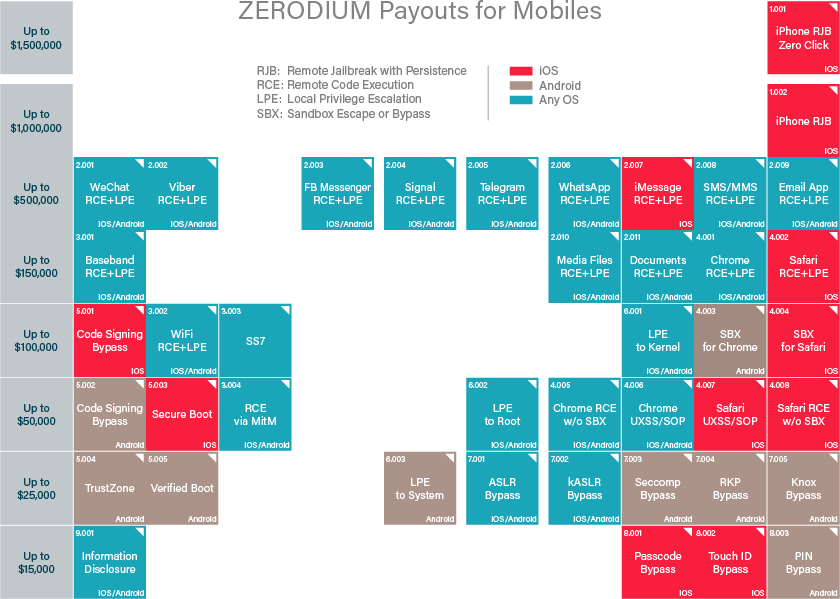 ZERODIUM Payouts for Mobiles
RJB: Remote Jailbreak with Persistence
RCE: Remote Code Execution
LPE: Local Privilege Escalation
SBX: Sandbox Escape or Bypass
iOS
Android
Any OS
Up to
$1,500,000
1.001
iPhone RJB
Zero Click
iOS
Up to
$1,000,000
1.002
iPhone RJB
iOS
Up to
$500,000
2.001
WeChat
RCE+LPE
iOS/Android
2.002
Viber
RCE+LPE
iOS/Android
2.003
FB Messenger
RCE+LPE
iOS/Android
2.004
Signal
RCE+LPE
iOS/Android
2.005
Telegram
RCE+LPE
iOS/Android
2.006
WhatsApp
RCE+LPE
iOS/Android
2.007
iMessage
RCE+LPE
iOS
2.008
SMS/MMS
RCE+LPE
iOS/Android
2.009
Email App
RCE+LPE
iOS/Android
Up to
$150,000
3.001
Baseband
RCE+LPE
iOS/Android
2.010
Media Files
RCE+LPE
iOS/Android
2.011
Documents
RCE+LPE
iOS/Android
4.001
Chrome
RCE+LPE
iOS/Android
4.002
Safari
RCE+LPE
iOS
Up to
$100,000
5.001
Code Signing
Bypass
iOS
3.002
WiFi
RCE+LPE
iOS/Android
3.003
SS7
6.001
LPE
to Kernel
iOS/Android
4.003
SBX
for Chrome
Android
4.004
SBX
for Safari
iOS
Up to
$50,000
5.002
Code Signing
Bypass
Android
5.003
Secure Boot
iOS
3.004
RCE
via MitM
iOS/Android
6.002
LPE
to Root
iOS/Android
4.005
Chrome RCE
w/o SBX
iOS/Android
4.006
Chrome
UXSS/SOP
iOS/Android
4.007
Safari
UXSS/SOP
iOS
4.008
Safari RCE
w/o SBX
iOS
Up to
$25,000
5.004
TrustZone
Android
5.005
Verified Boot
Android
6.003
LPE
to System
Android
7.001
ASLR
Bypass
iOS/Android
7.002
kASLR
Bypass
iOS/Android
7.003
Seccomp
Bypass
Android
7.004
RKP
Bypass
Android
7.005
Knox
Bypass
Android
Up to
$15,000
9.001
Information
Disclosure
iOS/Android
8.001
Passcode
Bypass
iOS
8.002
Touch ID
Bypass
iOS
8.003
PIN
Bypass
Android